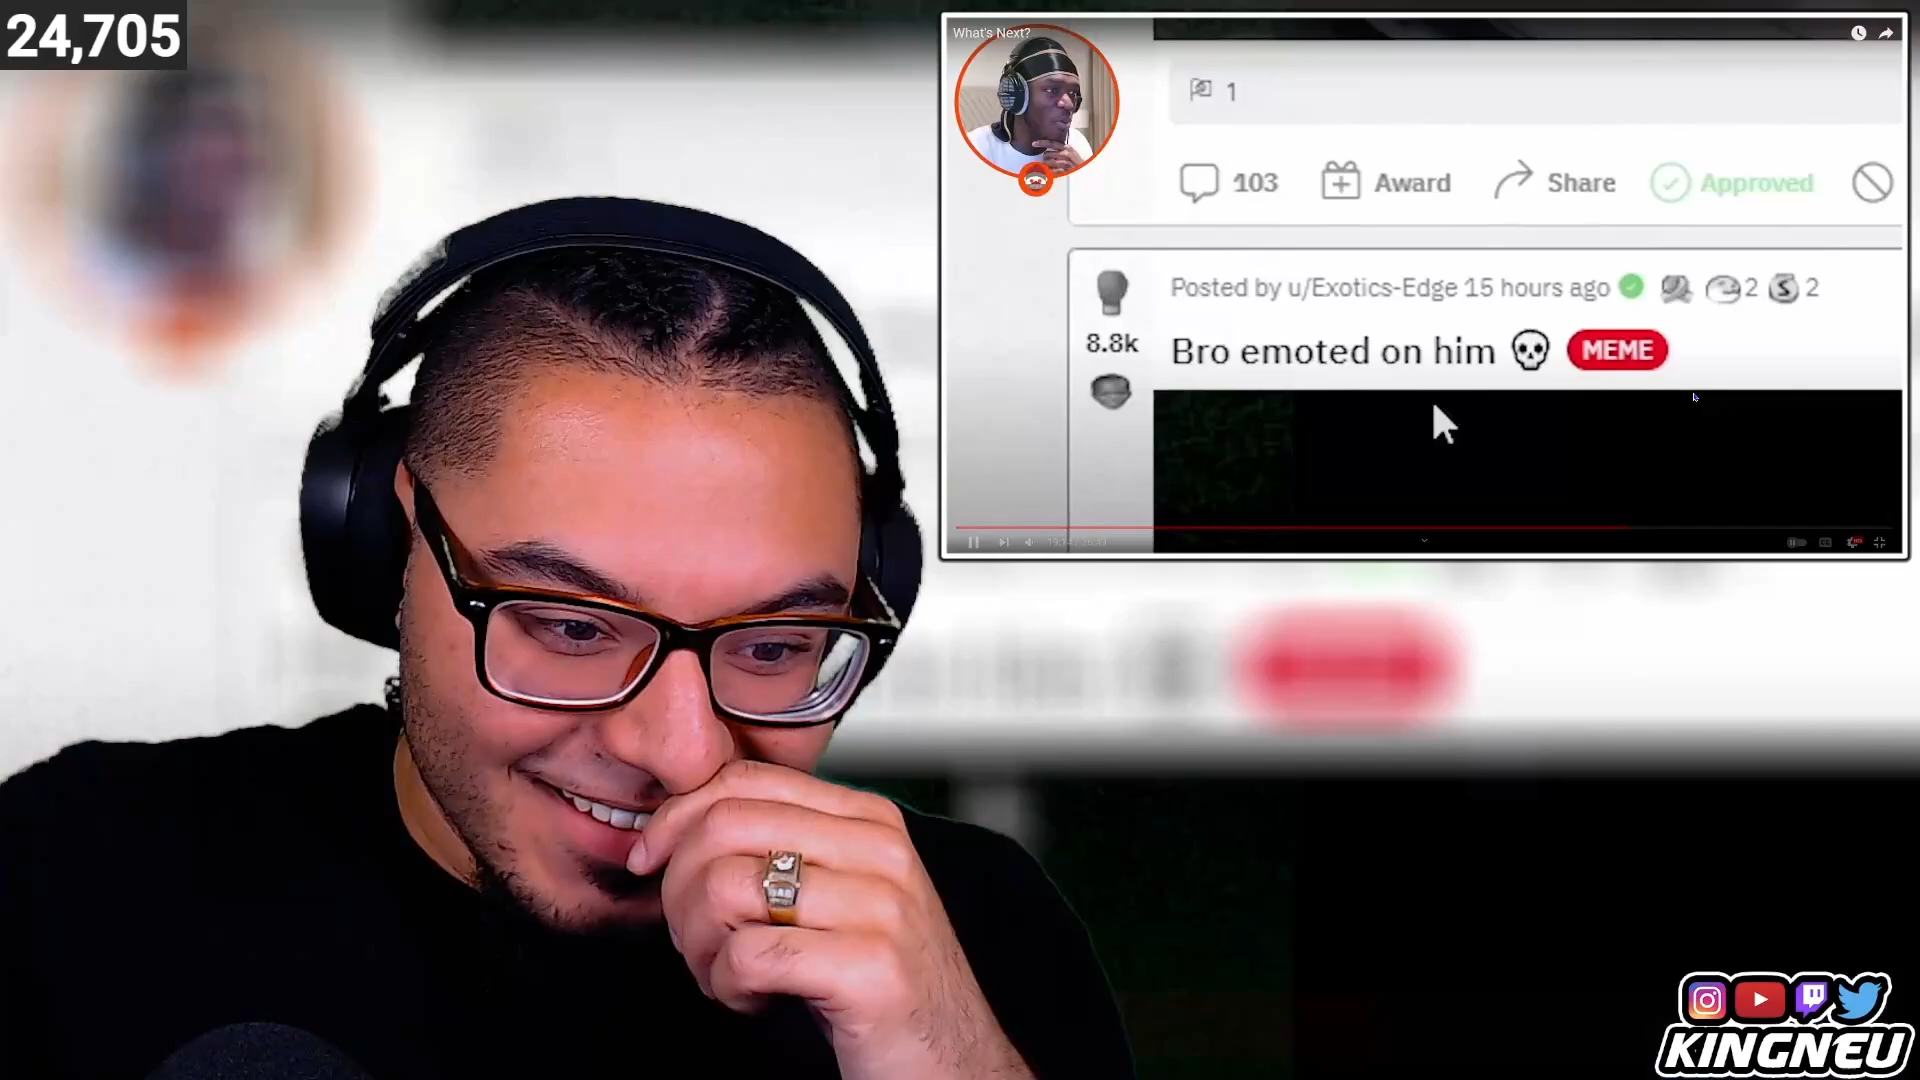 24,705
What's Next?
1
103 Award Share Approved
Posted by u/Exotics-Edge 15 hours ago 2 2
8.8k
Bro emoted on him 💀 MEME
KINGNEU